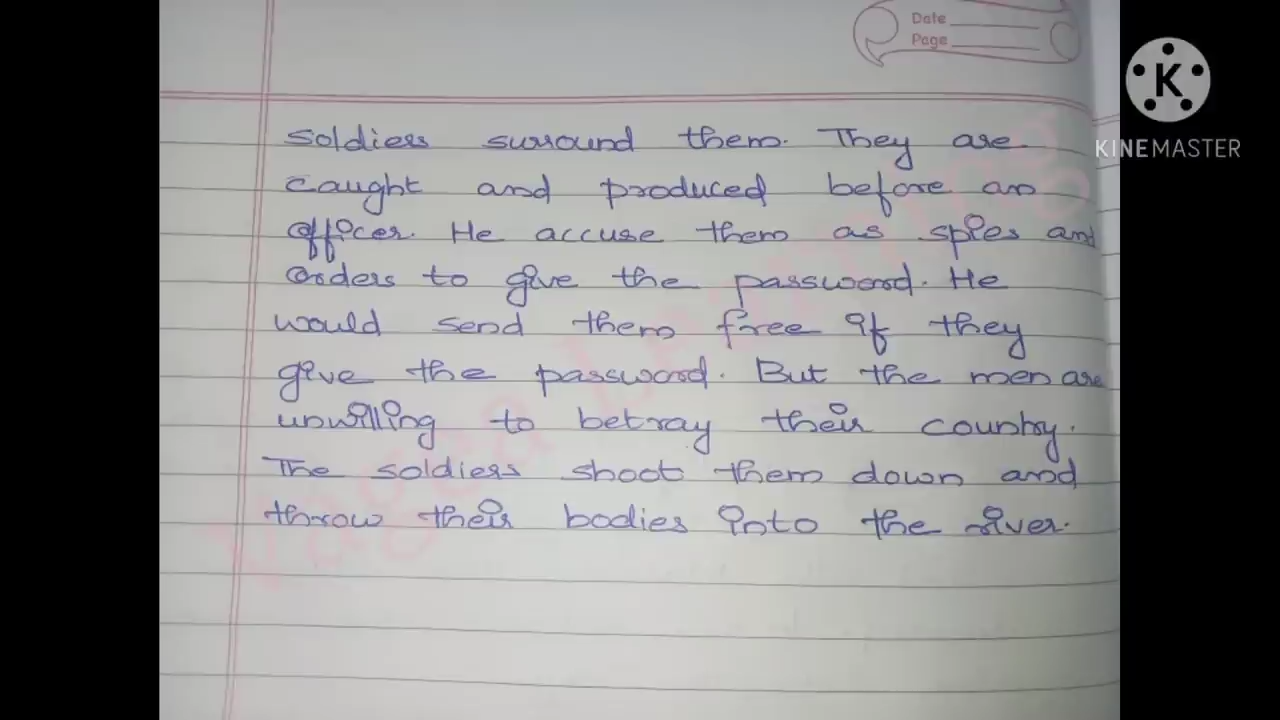 Date
Page
K
KINEMASTER
soldiers surround them. They are
caught and produced before an
officer. He accuse them as spies and
orders to give the password. He
would send them free if they
give the password. But the men are
unwilling to betray their country.
The soldiers shoot them down and
throw their bodies into the river.